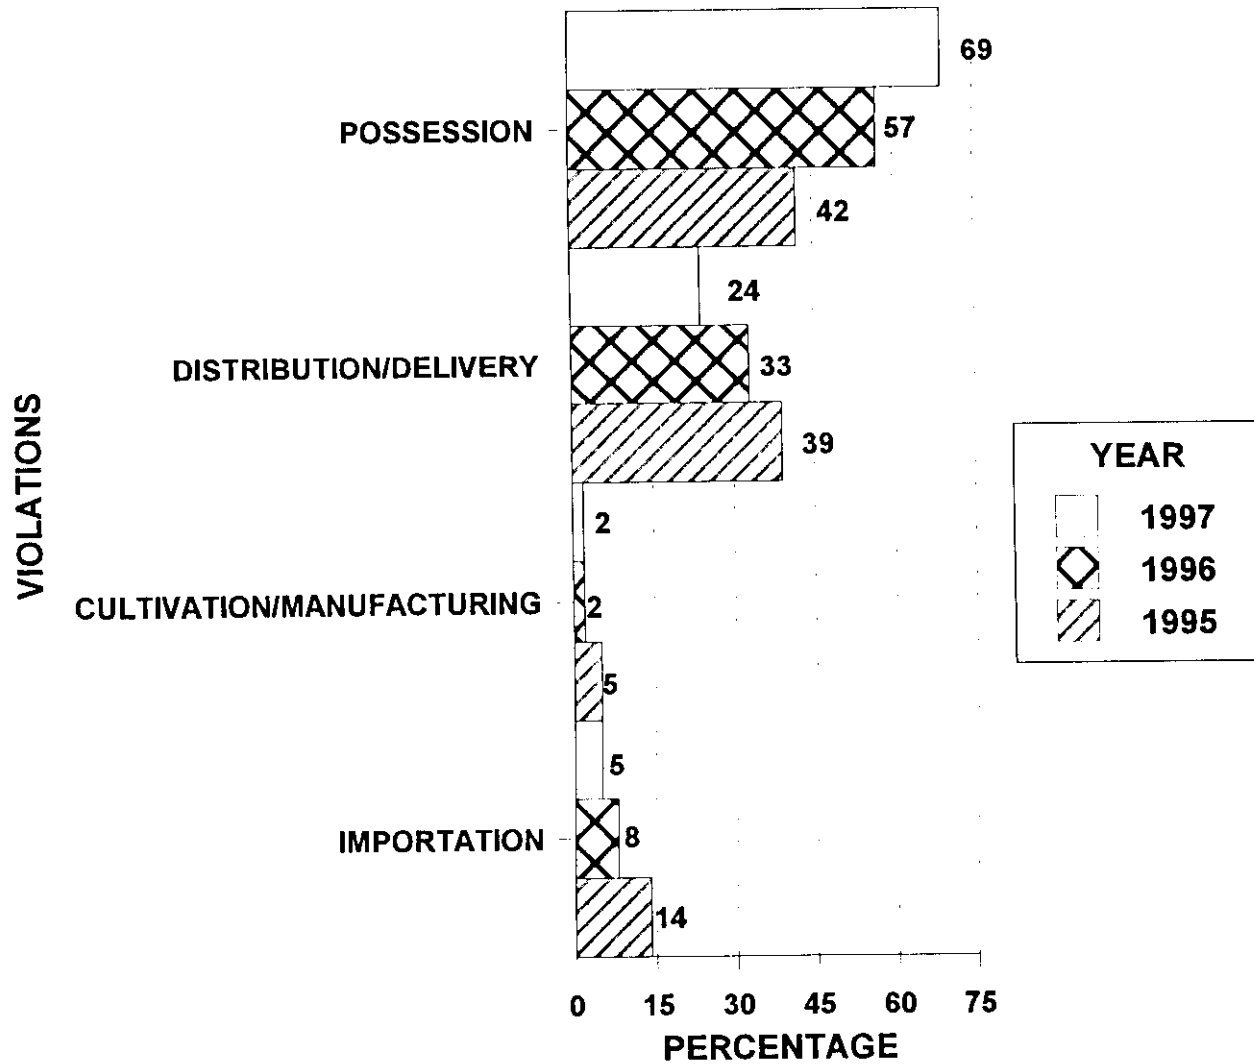 69
POSSESSION
57
42
24
DISTRIBUTION/DELIVERY
33
39
2
CULTIVATION/MANUFACTURING
2
5
5
IMPORTATION
8
14
VIOLATIONS
0 15 30 45 60 75
PERCENTAGE
YEAR
1997
1996
1995